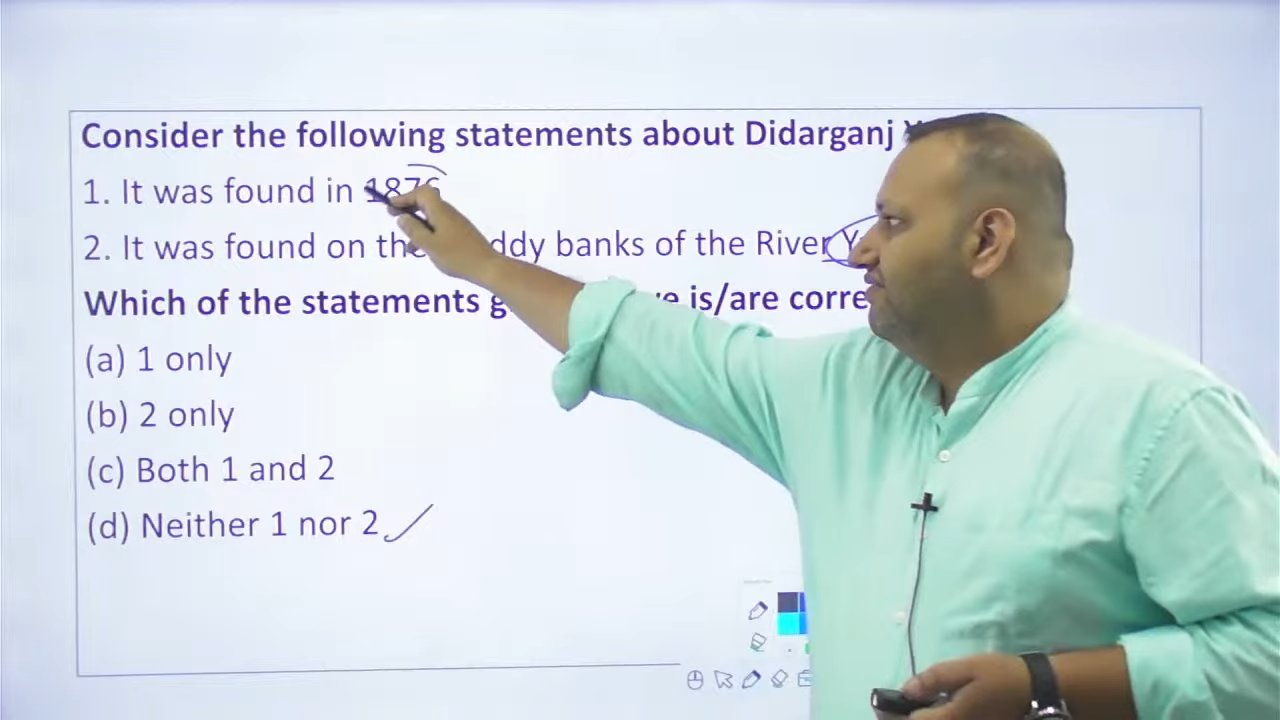 Consider the following statements about Didarganj
1. It was found in 1876
2. It was found on the banks of the River
Which of the statements is/are
(a) 1 only
(b) 2 only
(c) Both 1 and 2
(d) Neither 1 nor 2